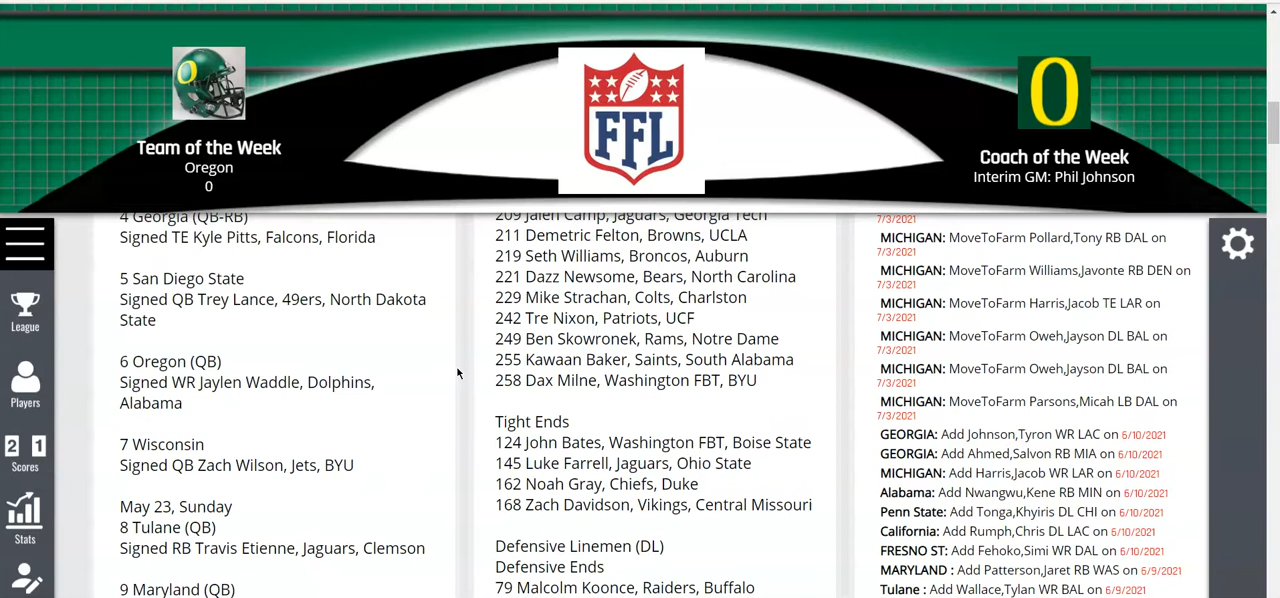 Team of the Week
Oregon
0
FFL
O
Coach of the Week
Interim GM: Phil Johnson
League
Players
2 1
Scores
Stats
4 Georgia (QB-RB)
Signed TE Kyle Pitts, Falcons, Florida
5 San Diego State
Signed QB Trey Lance, 49ers, North Dakota
State
6 Oregon (QB)
Signed WR Jaylen Waddle, Dolphins,
Alabama
7 Wisconsin
Signed QB Zach Wilson, Jets, BYU
May 23, Sunday
8 Tulane (QB)
Signed RB Travis Etienne, Jaguars, Clemson
9 Maryland (QB)
209 Jalen Camp, Jaguars, Georgia Tech
211 Demetric Felton, Browns, UCLA
219 Seth Williams, Broncos, Auburn
221 Dazz Newsome, Bears, North Carolina
229 Mike Strachan, Colts, Charlston
242 Tre Nixon, Patriots, UCF
249 Ben Skowronek, Rams, Notre Dame
255 Kawaan Baker, Saints, South Alabama
258 Dax Milne, Washington FBT, BYU
Tight Ends
124 John Bates, Washington FBT, Boise State
145 Luke Farrell, Jaguars, Ohio State
162 Noah Gray, Chiefs, Duke
168 Zach Davidson, Vikings, Central Missouri
Defensive Linemen (DL)
Defensive Ends
79 Malcolm Koonce, Raiders, Buffalo
7/3/2021
MICHIGAN: MoveToFarm Pollard,Tony RB DAL on
7/3/2021
MICHIGAN: MoveToFarm Williams,Javonte RB DEN on
7/3/2021
MICHIGAN: MoveToFarm Harris,Jacob TE LAR on
7/3/2021
MICHIGAN: MoveToFarm Oweh,Jayson DL BAL on
7/3/2021
MICHIGAN: MoveToFarm Oweh,Jayson DL BAL on
7/3/2021
MICHIGAN: MoveToFarm Parsons,Micah LB DAL on
7/3/2021
GEORGIA: Add Johnson,Tyron WR LAC on 6/10/2021
GEORGIA: Add Ahmed,Salvon RB MIA on 6/10/2021
MICHIGAN: Add Harris,Jacob WR LAR on 6/10/2021
Alabama: Add Nwangwu,Kene RB MIN on 6/10/2021
Penn State: Add Tonga,Khyiris DL CHI on 6/10/2021
California: Add Rumph,Chris DL LAC on 6/10/2021
FRESNO ST: Add Fehoko,Simi WR DAL on 6/10/2021
MARYLAND : Add Patterson,Jaret RB WAS on 6/9/2021
Tulane : Add Wallace,Tylan WR BAL on 6/9/2021